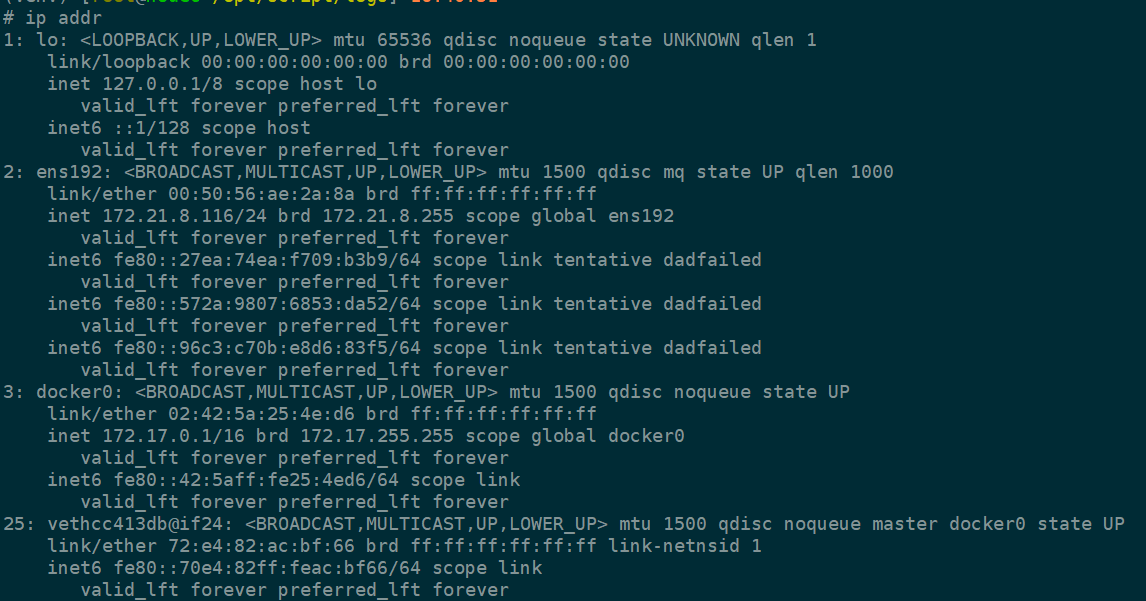 # ip addr
1: lo: <LOOPBACK,UP,LOWER_UP> mtu 65536 qdisc noqueue state UNKNOWN qlen 1
    link/loopback 00:00:00:00:00:00 brd 00:00:00:00:00:00
    inet 127.0.0.1/8 scope host lo
       valid_lft forever preferred_lft forever
    inet6 ::1/128 scope host
       valid_lft forever preferred_lft forever
2: ens192: <BROADCAST,MULTICAST,UP,LOWER_UP> mtu 1500 qdisc mq state UP qlen 1000
    link/ether 00:50:56:ae:2a:8a brd ff:ff:ff:ff:ff:ff
    inet 172.21.8.116/24 brd 172.21.8.255 scope global ens192
       valid_lft forever preferred_lft forever
    inet6 fe80::27ea:74ea:f709:b3b9/64 scope link tentative dadfailed
       valid_lft forever preferred_lft forever
    inet6 fe80::572a:9807:6853:da52/64 scope link tentative dadfailed
       valid_lft forever preferred_lft forever
    inet6 fe80::96c3:c70b:e8d6:83f5/64 scope link tentative dadfailed
       valid_lft forever preferred_lft forever
3: docker0: <BROADCAST,MULTICAST,UP,LOWER_UP> mtu 1500 qdisc noqueue state UP
    link/ether 02:42:5a:25:4e:d6 brd ff:ff:ff:ff:ff:ff
    inet 172.17.0.1/16 brd 172.17.255.255 scope global docker0
       valid_lft forever preferred_lft forever
    inet6 fe80::42:5aff:fe25:4ed6/64 scope link
       valid_lft forever preferred_lft forever
25: vethcc413db@if24: <BROADCAST,MULTICAST,UP,LOWER_UP> mtu 1500 qdisc noqueue master docker0 state UP
    link/ether 72:e4:82:ac:bf:66 brd ff:ff:ff:ff:ff:ff link-netnsid 1
    inet6 fe80::70e4:82ff:feac:bf66/64 scope link
       valid_lft forever preferred_lft forever